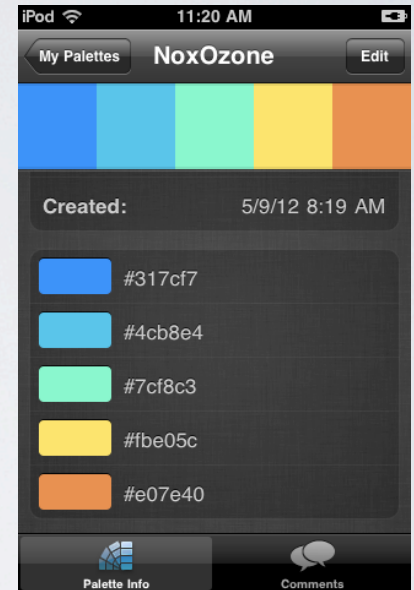 iPod 11:20 AM
My Palettes NoxOzone Edit
Created: 5/9/12 8:19 AM
#317cf7
#4cb8e4
#7cf8c3
#fbe05c
#e07e40
Palette Info Comments